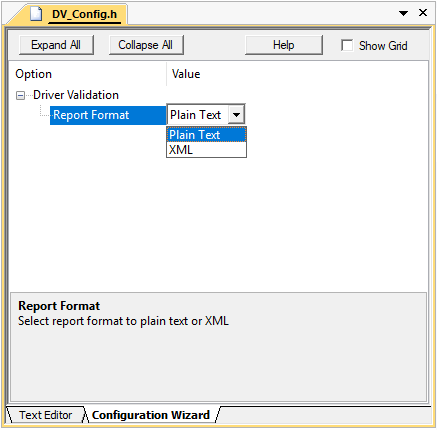 DV_Config.h
Expand All Collapse All Help Show Grid
Option Value
Driver Validation
Report Format Plain Text
Plain Text
XML
Report Format
Select report format to plain text or XML
Text Editor Configuration Wizard